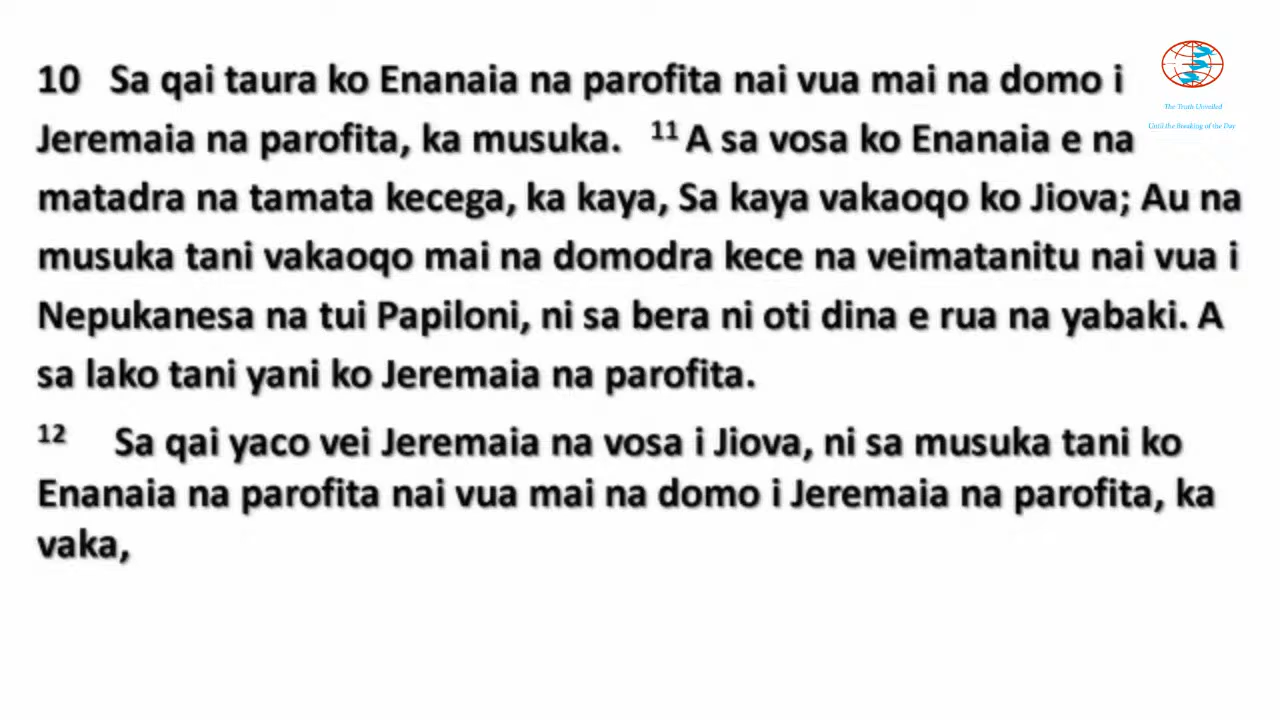 10 Sa qai taura ko Enanaia na parofita nai vua mai na domo i
Jeremaia na parofita, ka musuka. 11 A sa vosa ko Enanaia e na
matadra na tamata kecega, ka kaya, Sa kaya vakaoqo ko Jiova; Au na
musuka tani vakaoqo mai na domodra kece na veimatanitu nai vua i
Nepukanesa na tui Papiloni, ni sa bera ni oti dina e rua na yabaki. A
sa lako tani yani ko Jeremaia na parofita.
12 Sa qai yaco vei Jeremaia na vosa i Jiova, ni sa musuka tani ko
Enanaia na parofita nai vua mai na domo i Jeremaia na parofita, ka
vaka,
The Truth Unveiled
Until the Breaking of the Day